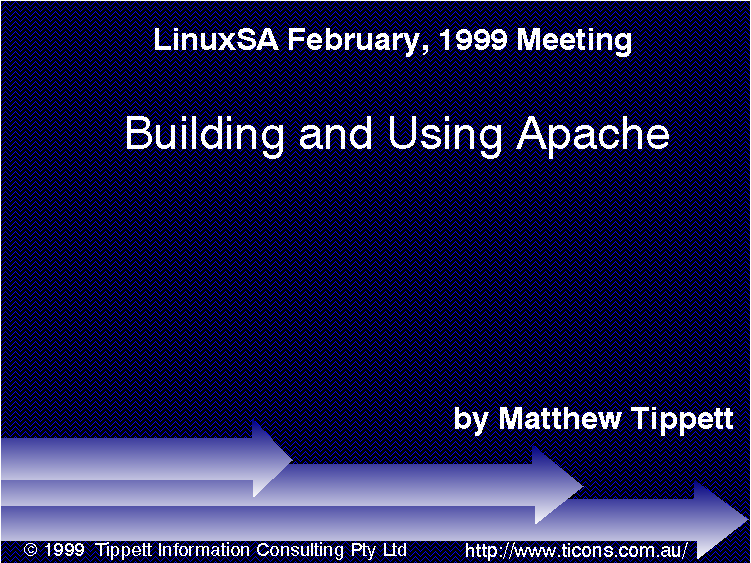 LinuxSA February, 1999 Meeting
Building and Using Apache
by Matthew Tippett
© 1999 Tippett Information Consulting Pty Ltd
http://www.ticons.com.au/